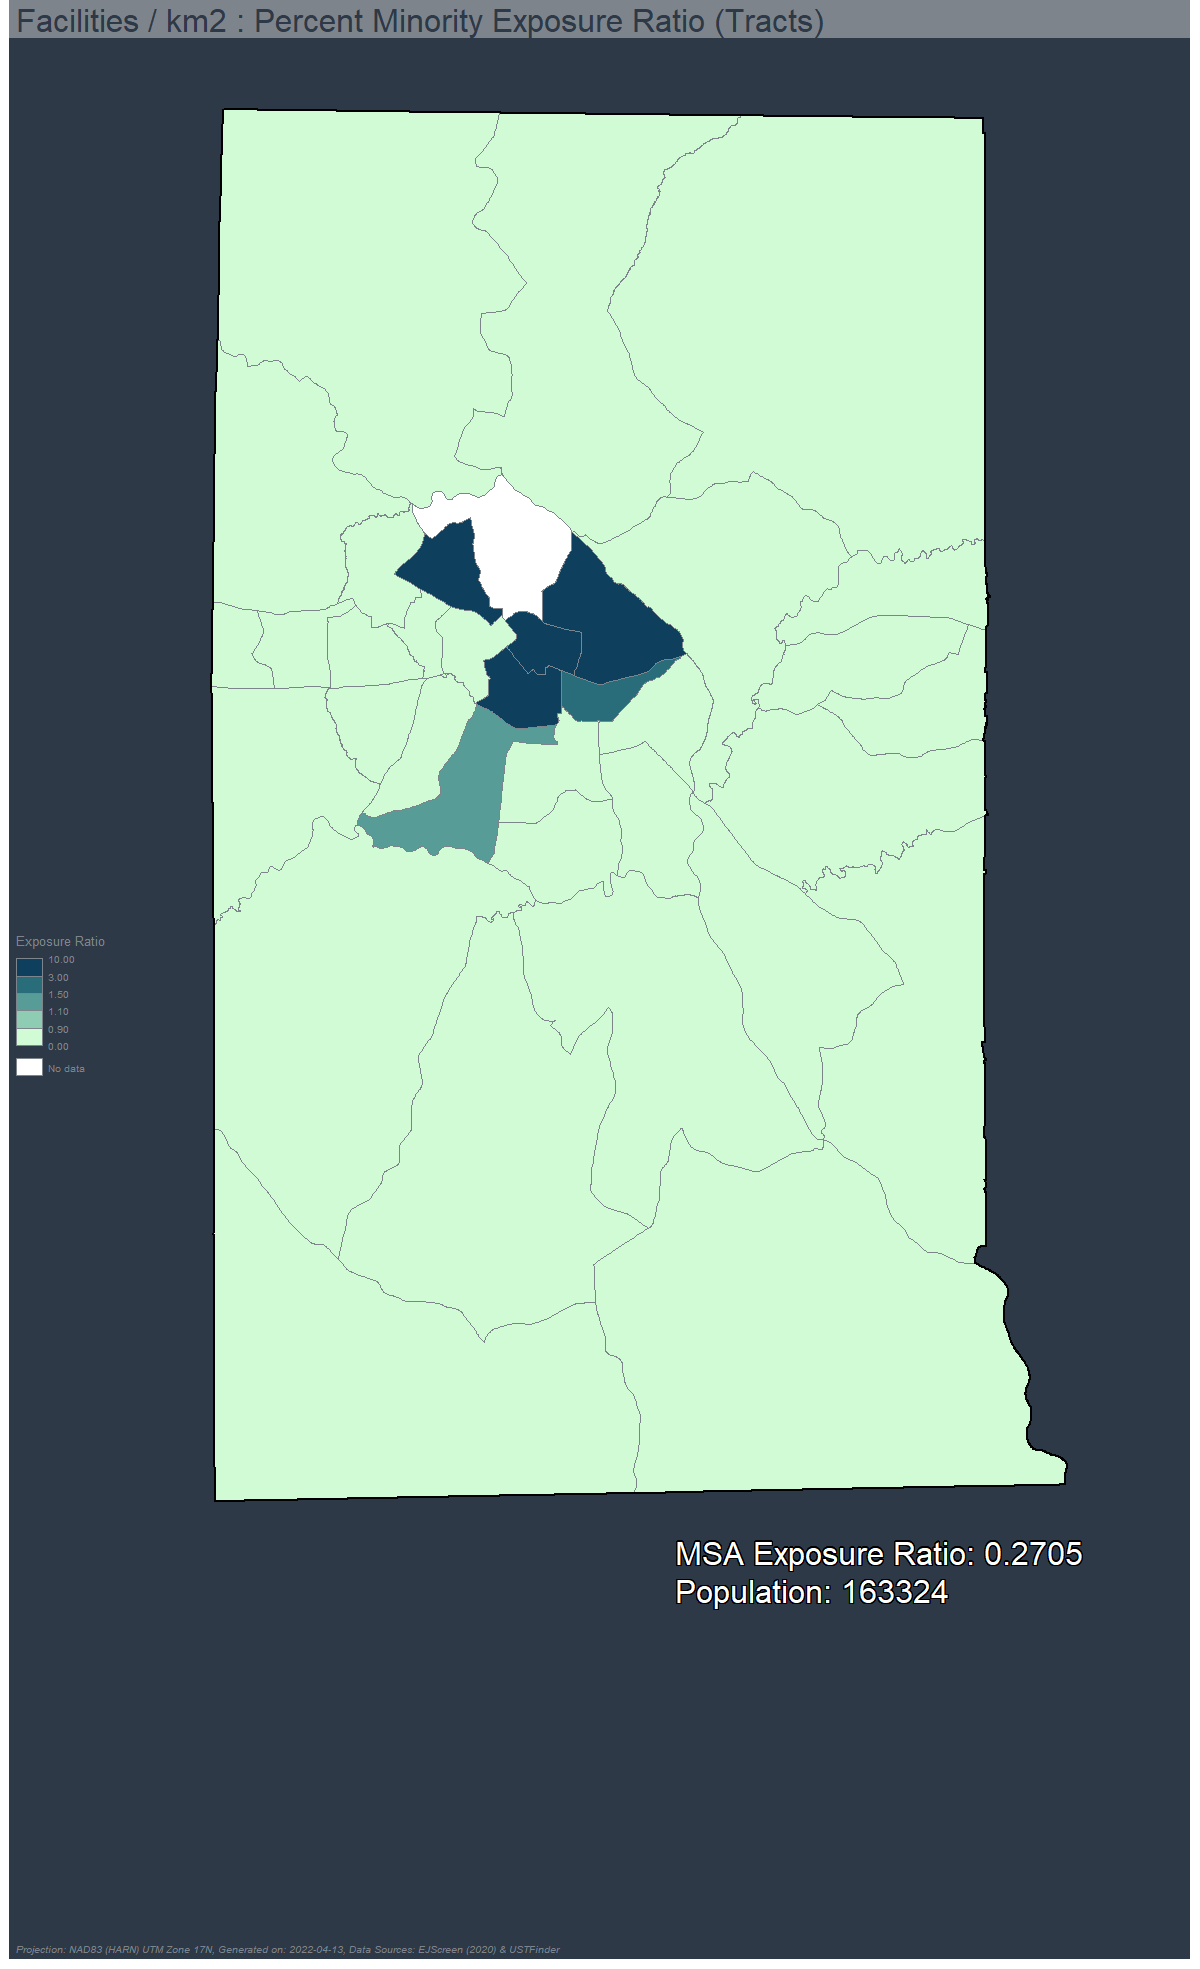 Facilities / km2 : Percent Minority Exposure Ratio (Tracts)
Exposure Ratio
10.00
3.00
1.50
1.10
0.90
0.00
No data
MSA Exposure Ratio: 0.2705
Population: 163324
Projection: NAD83 (HARN) UTM Zone 17N, Generated on: 2022-04-13, Data Sources: EJScreen (2020) & USTFinder